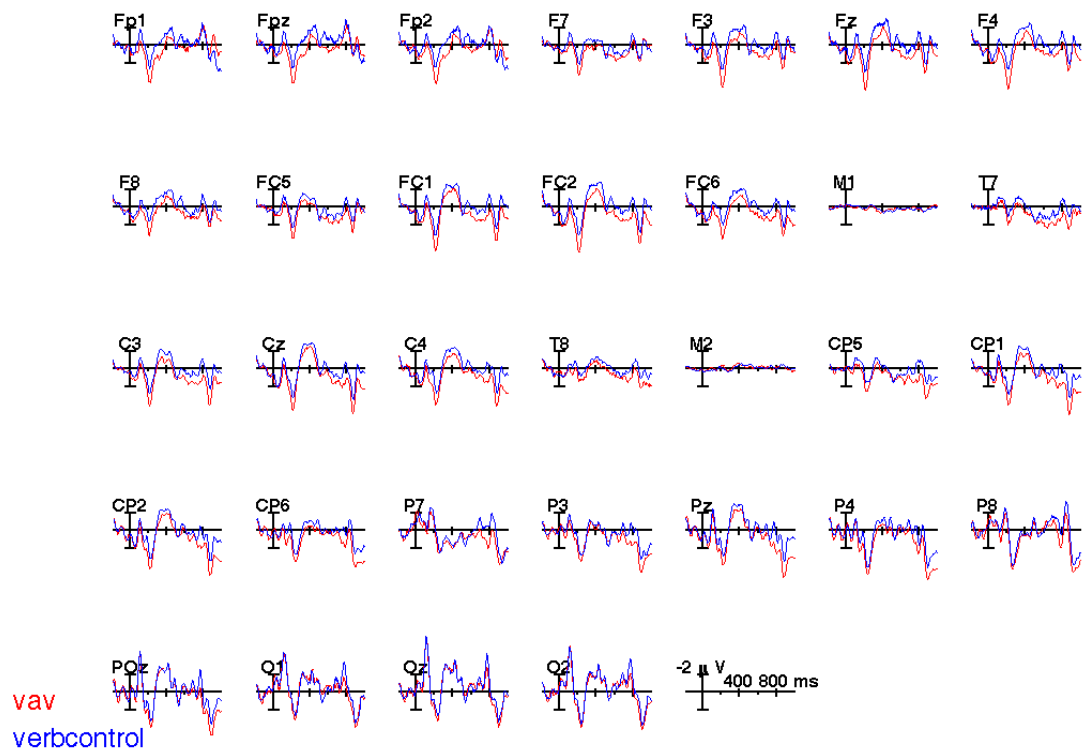 Fp1 Fpz Fp2 F7 F3 Fz F4
F8 FC5 FC1 FC2 FC6 M1 T7
C3 Cz C4 T8 M2 CP5 CP1
CP2 CP6 P7 P3 Pz P4 P8
POz O1 Oz O2 -2 µ V
400 800 ms
vav
verbcontrol